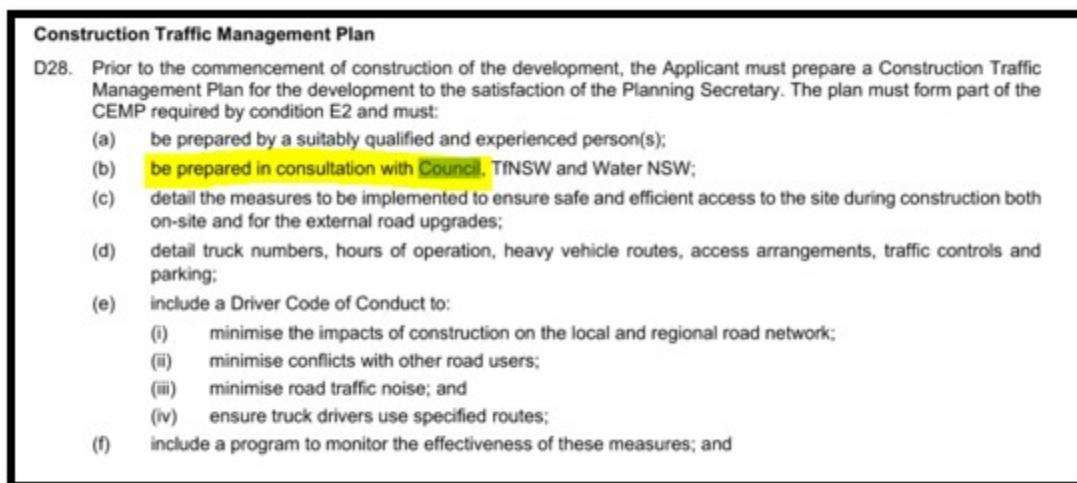 Construction Traffic Management Plan
D28. Prior to the commencement of construction of the development, the Applicant must prepare a Construction Traffic
Management Plan for the development to the satisfaction of the Planning Secretary. The plan must form part of the
CEMP required by condition E2 and must:
(a) be prepared by a suitably qualified and experienced person(s);
(b) be prepared in consultation with Council, TfNSW and Water NSW;
(c) detail the measures to be implemented to ensure safe and efficient access to the site during construction both
on-site and for the external road upgrades;
(d) detail truck numbers, hours of operation, heavy vehicle routes, access arrangements, traffic controls and
parking;
(e) include a Driver Code of Conduct to:
(i) minimise the impacts of construction on the local and regional road network;
(ii) minimise conflicts with other road users;
(iii) minimise road traffic noise; and
(iv) ensure truck drivers use specified routes;
(f) include a program to monitor the effectiveness of these measures; and